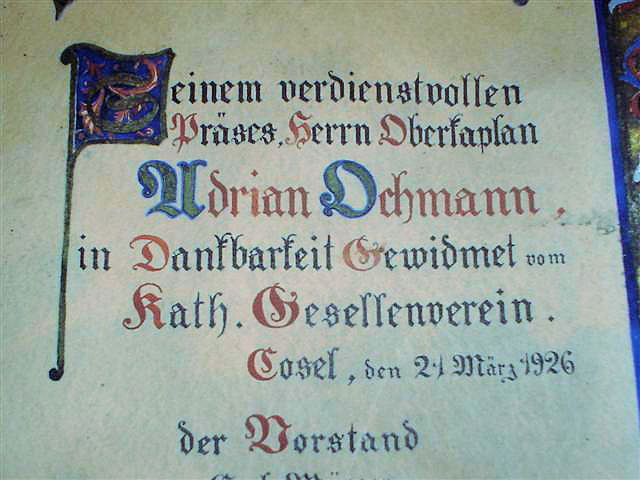 Seinem verdienstvollen
Präses, Herrn Oberkaplan
Adrian Ochmann,
in Dankbarkeit Gewidmet vom
Kath. Gesellenverein.
Cosel, den 21 März 1926
der Vorstand